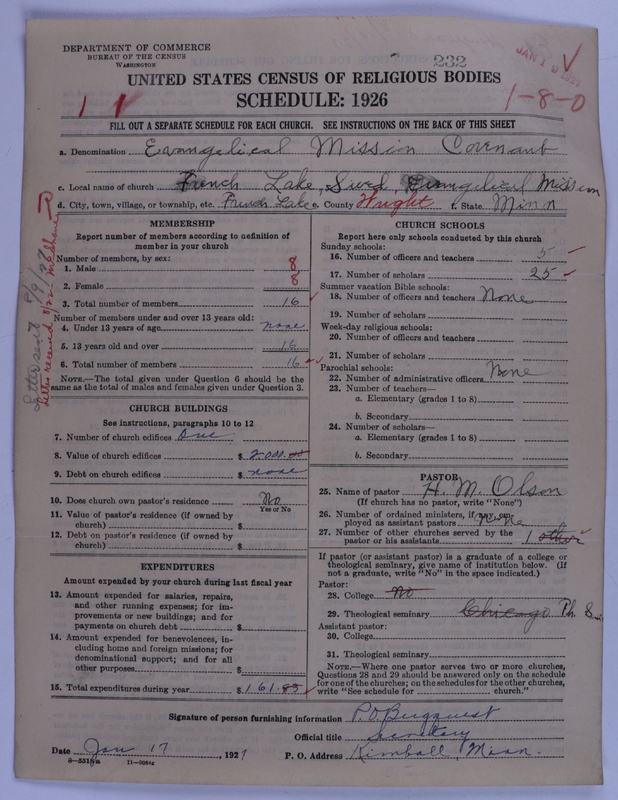 DEPARTMENT OF COMMERCE
BUREAU OF THE CENSUS
WASHINGTON
232
JAN 1 1927
1-8-0
UNITED STATES CENSUS OF RELIGIOUS BODIES
SCHEDULE: 1926
1
FILL OUT A SEPARATE SCHEDULE FOR EACH CHURCH. SEE INSTRUCTIONS ON THE BACK OF THIS SHEET
a. Denomination Evangelical Mission Covenant
c. Local name of church French Lake, Swed, Evangelical Mission
d. City, town, village, or township, etc. French Lake e. County Wright f. State Minn
Letter sent 8/9/27
Letter received 8/22
MEMBERSHIP
Report number of members according to definition of
member in your church
Number of members, by sex:
1. Male 8
2. Female 8
3. Total number of members 16
Number of members under and over 13 years old:
4. Under 13 years of age none
5. 13 years old and over 16
6. Total number of members 16
NOTE.—The total given under Question 6 should be the
same as the total of males and females given under Question 3.
CHURCH BUILDINGS
See instructions, paragraphs 10 to 12
7. Number of church edifices One
8. Value of church edifices $ 2000.00
9. Debt on church edifices $ none
10. Does church own pastor's residence No
Yes or No
11. Value of pastor's residence (if owned by
church) $
12. Debt on pastor's residence (if owned by
church) $
EXPENDITURES
Amount expended by your church during last fiscal year
13. Amount expended for salaries, repairs,
and other running expenses; for im-
provements or new buildings; and for
payments on church debt $
14. Amount expended for benevolences, in-
cluding home and foreign missions; for
denominational support; and for all
other purposes $
15. Total expenditures during year $ 161.85
CHURCH SCHOOLS
Report here only schools conducted by this church
Sunday schools:
16. Number of officers and teachers 5
17. Number of scholars 25
Summer vacation Bible schools:
18. Number of officers and teachers None
19. Number of scholars
Week-day religious schools:
20. Number of officers and teachers
21. Number of scholars
Parochial schools:
22. Number of administrative officers None
23. Number of teachers—
a. Elementary (grades 1 to 8)
b. Secondary
24. Number of scholars—
a. Elementary (grades 1 to 8)
b. Secondary
PASTOR
25. Name of pastor H. M. Olson
(If church has no pastor, write "None")
26. Number of ordained ministers, if any, em-
ployed as assistant pastors None
27. Number of other churches served by the
pastor or his assistants 1 other
If pastor (or assistant pastor) is a graduate of a college or
theological seminary, give name of institution below. (If
not a graduate, write "No" in the space indicated.)
Pastor:
28. College No
29. Theological seminary Chicago Th S
Assistant pastor:
30. College
31. Theological seminary
NOTE.—Where one pastor serves two or more churches,
Questions 28 and 29 should be answered only on the schedule
for one of the churches; on the schedules for the other churches,
write "See schedule for church."
Signature of person furnishing information P.O. Bergquist
Official title Secretary
Date Jan 17, 1927 P. O. Address Kimball, Minn.
8-5518a 11-9064c